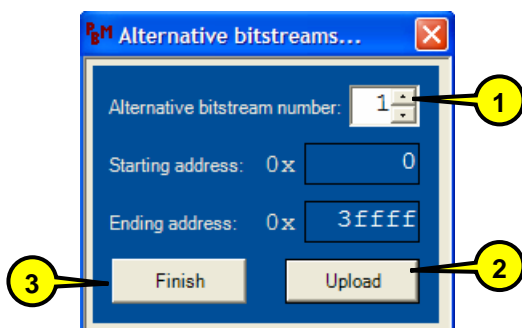 PBM Alternative bitstreams...
Alternative bitstream number: 1
1
Starting address: 0x 0
Ending address: 0x 3ffff
2
3
Finish Upload